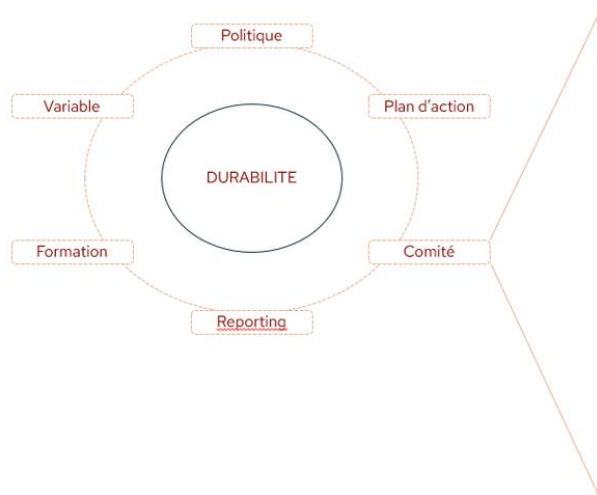 Politique
Variable
Plan d'action
DURABILITE
Formation
Comité
Reporting